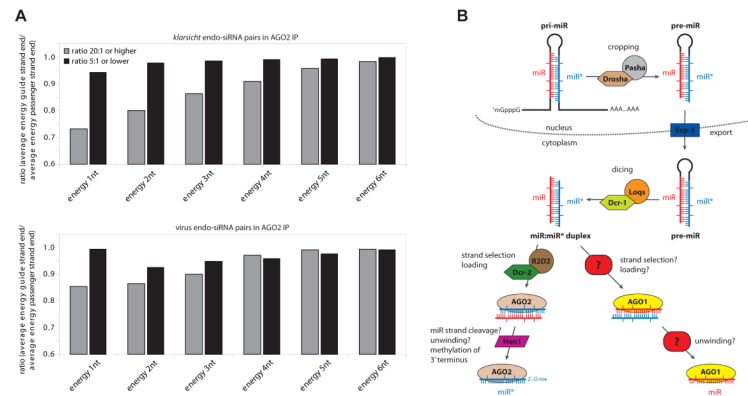 A
klarsicht endo-siRNA pairs in AGO2 IP
ratio 20:1 or higher
ratio 5:1 or lower
ratio (average energy guide strand end/
average energy passenger strand end)
1.0
0.9
0.8
0.7
0.6
energy 1nt
energy 2nt
energy 3nt
energy 4nt
energy 5nt
energy 6nt
virus endo-siRNA pairs in AGO2 IP
ratio (average energy guide strand end/
average energy passenger strand end)
1.0
0.9
0.8
0.7
0.6
energy 1nt
energy 2nt
energy 3nt
energy 4nt
energy 5nt
energy 6nt
B
pri-miR
pre-miR
cropping
Pasha
miR
miR*
Drosha
miR
miR*
7mGpppG
AAA...AAA
nucleus
cytoplasm
Exp-5
export
dicing
Loqs
miR
miR*
Dcr-1
miR
miR*
miR:miR* duplex
pre-miR
strand selection
loading
R2D2
Dcr-2
?
strand selection?
loading?
AGO2
AGO1
miR strand cleavage?
unwinding?
methylation of
3' terminus
Hen1
?
unwinding?
AGO2
2'-O-me
miR*
AGO1
miR